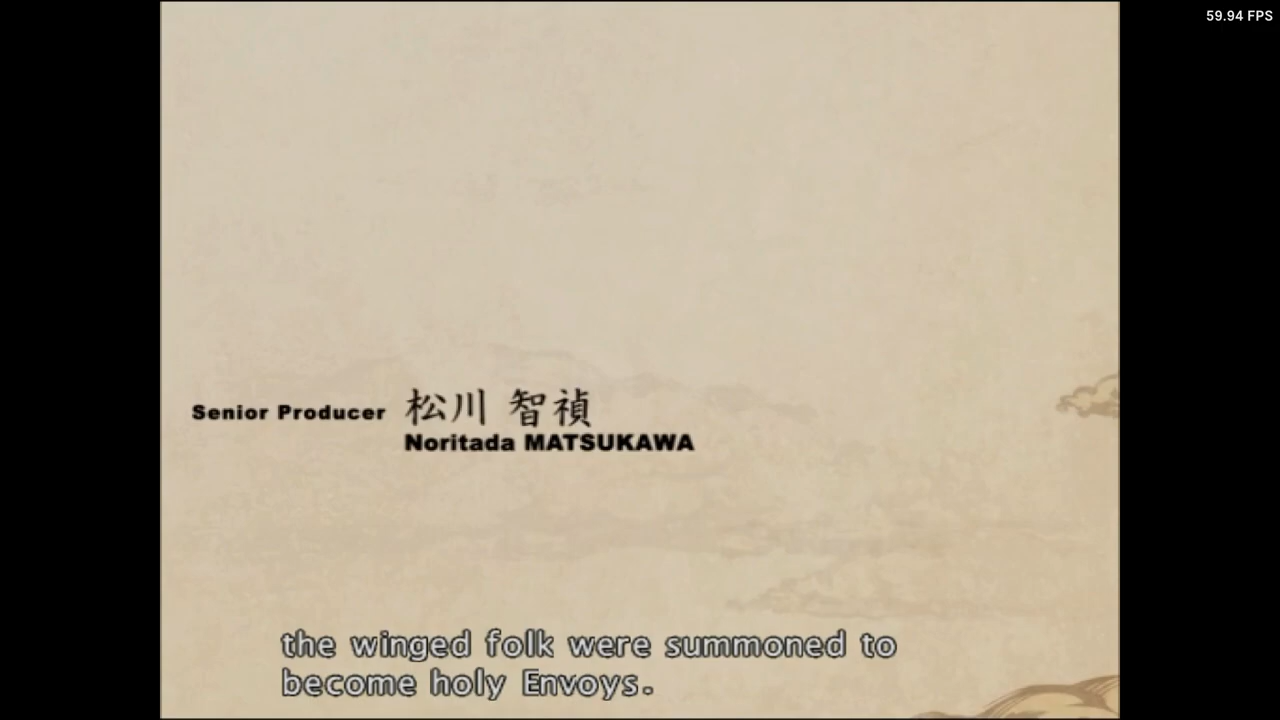 59.94 FPS
Senior Producer 松川 智禎
Noritada MATSUKAWA
the winged folk were summoned to
become holy Envoys.